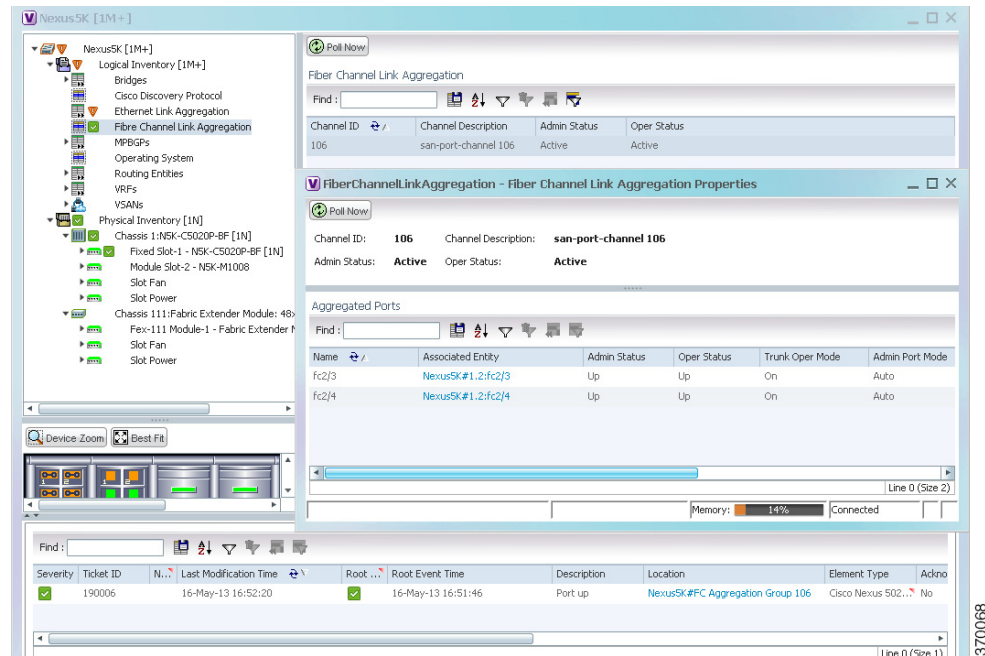 Nexus5K [1M+]
Nexus5K [1M+]
Logical Inventory [1M+]
Bridges
Cisco Discovery Protocol
Ethernet Link Aggregation
Fibre Channel Link Aggregation
MPBGPs
Operating System
Routing Entities
VRFs
VSANs
Physical Inventory [1N]
Chassis 1:N5K-C5020P-BF [1N]
Fixed Slot-1 - N5K-C5020P-BF [1N]
Module Slot-2 - N5K-M1008
Slot Fan
Slot Power
Chassis 111:Fabric Extender Module: 48x
Fex-111 Module-1 - Fabric Extender M
Slot Fan
Slot Power
Poll Now
Fiber Channel Link Aggregation
Find :
Channel ID Channel Description Admin Status Oper Status
106 san-port-channel 106 Active Active
FiberChannelLinkAggregation - Fiber Channel Link Aggregation Properties
Poll Now
Channel ID: 106 Channel Description: san-port-channel 106
Admin Status: Active Oper Status: Active
Aggregated Ports
Find :
Name Associated Entity Admin Status Oper Status Trunk Oper Mode Admin Port Mode
fc2/3 Nexus5K#1.2:fc2/3 Up Up On Auto
fc2/4 Nexus5K#1.2:fc2/4 Up Up On Auto
Line 0 (Size 2)
Memory: 14% Connected
Device Zoom Best Fit
Find :
Severity Ticket ID N... Last Modification Time Root ... Root Event Time Description Location Element Type Ackno
190006 16-May-13 16:52:20 16-May-13 16:51:46 Port up Nexus5K#FC Aggregation Group 106 Cisco Nexus 502... No
Line 0 (Size 1)
370068